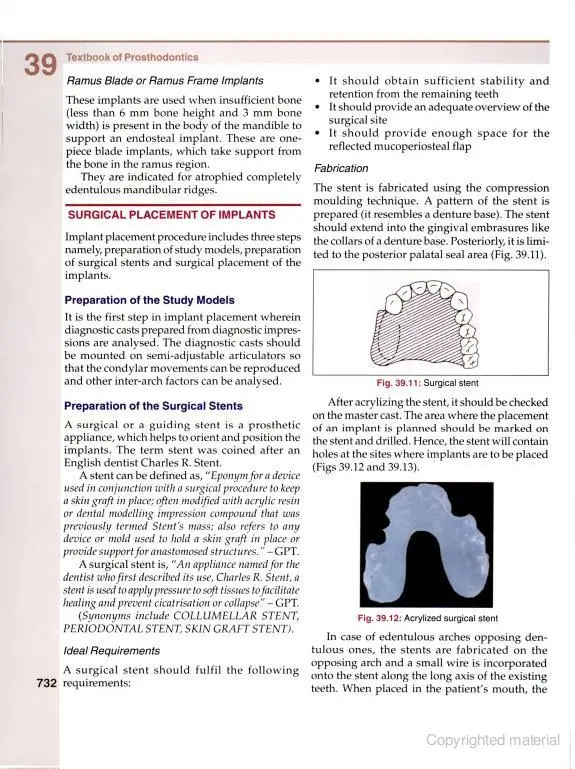 39
Textbook of Prosthodontics
Ramus Blade or Ramus Frame Implants
These implants are used when insufficient bone
(less than 6 mm bone height and 3 mm bone
width) is present in the body of the mandible to
support an endosteal implant. These are one-
piece blade implants, which take support from
the bone in the ramus region.
They are indicated for atrophied completely
edentulous mandibular ridges.
SURGICAL PLACEMENT OF IMPLANTS
Implant placement procedure includes three steps
namely, preparation of study models, preparation
of surgical stents and surgical placement of the
implants.
Preparation of the Study Models
It is the first step in implant placement wherein
diagnostic casts prepared from diagnostic impres-
sions are analysed. The diagnostic casts should
be mounted on semi-adjustable articulators so
that the condylar movements can be reproduced
and other inter-arch factors can be analysed.
Preparation of the Surgical Stents
A surgical or a guiding stent is a prosthetic
appliance, which helps to orient and position the
implants. The term stent was coined after an
English dentist Charles R. Stent.
A stent can be defined as, "Eponym for a device
used in conjunction with a surgical procedure to keep
a skin graft in place; often modified with acrylic resin
or dental modelling impression compound that was
previously termed Stent's mass; also refers to any
device or mold used to hold a skin graft in place or
provide support for anastomosed structures." – GPT.
A surgical stent is, "An appliance named for the
dentist who first described its use, Charles R. Stent, a
stent is used to apply pressure to soft tissues to facilitate
healing and prevent cicatrisation or collapse" – GPT.
(Synonyms include COLLUMELLAR STENT,
PERIODONTAL STENT, SKIN GRAFT STENT).
Ideal Requirements
A surgical stent should fulfil the following
requirements:
732
• It should obtain sufficient stability and
retention from the remaining teeth
• It should provide an adequate overview of the
surgical site
• It should provide enough space for the
reflected mucoperiosteal flap
Fabrication
The stent is fabricated using the compression
moulding technique. A pattern of the stent is
prepared (it resembles a denture base). The stent
should extend into the gingival embrasures like
the collars of a denture base. Posteriorly, it is limi-
ted to the posterior palatal seal area (Fig. 39.11).
Fig. 39.11: Surgical stent
After acrylizing the stent, it should be checked
on the master cast. The area where the placement
of an implant is planned should be marked on
the stent and drilled. Hence, the stent will contain
holes at the sites where implants are to be placed
(Figs 39.12 and 39.13).
Fig. 39.12: Acrylized surgical stent
In case of edentulous arches opposing den-
tulous ones, the stents are fabricated on the
opposing arch and a small wire is incorporated
onto the stent along the long axis of the existing
teeth. When placed in the patient's mouth, the
Copyrighted material